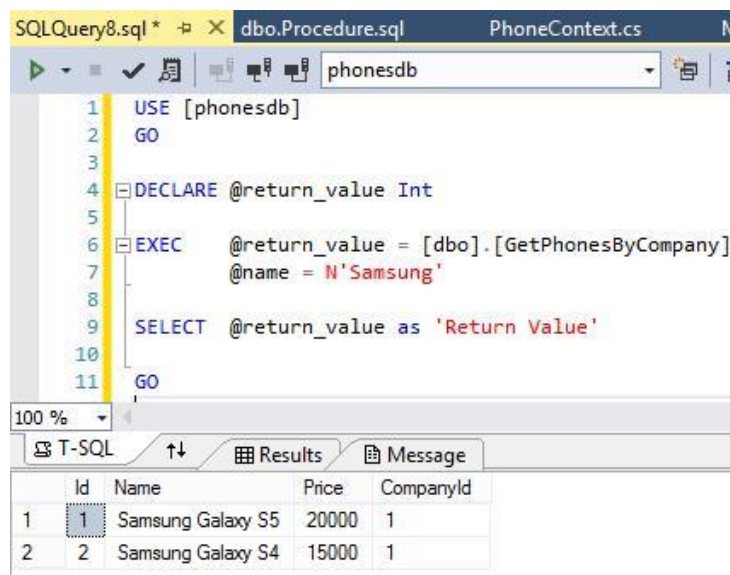 SQLQuery8.sql* dbo.Procedure.sql PhoneContext.cs
phonesdb
1 USE [phonesdb]
2 GO
3
4 DECLARE @return_value Int
5
6 EXEC @return_value = [dbo].[GetPhonesByCompany]
7 @name = N'Samsung'
8
9 SELECT @return_value as 'Return Value'
10
11 GO
100 %
T-SQL Results Message
Id Name Price CompanyId
1 1 Samsung Galaxy S5 20000 1
2 2 Samsung Galaxy S4 15000 1